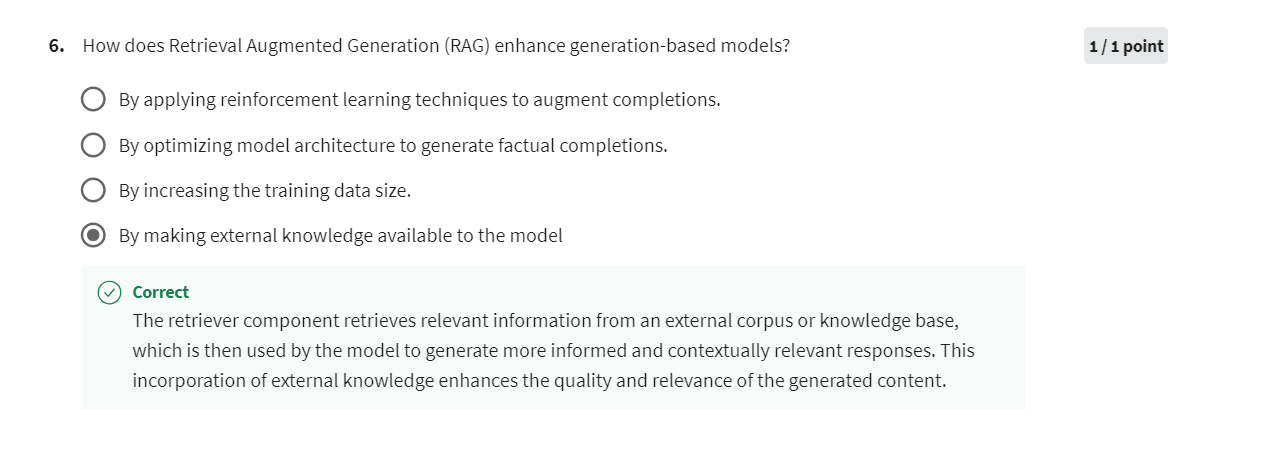 6. How does Retrieval Augmented Generation (RAG) enhance generation-based models?
1 / 1 point
By applying reinforcement learning techniques to augment completions.
By optimizing model architecture to generate factual completions.
By increasing the training data size.
By making external knowledge available to the model
Correct
The retriever component retrieves relevant information from an external corpus or knowledge base,
which is then used by the model to generate more informed and contextually relevant responses. This
incorporation of external knowledge enhances the quality and relevance of the generated content.